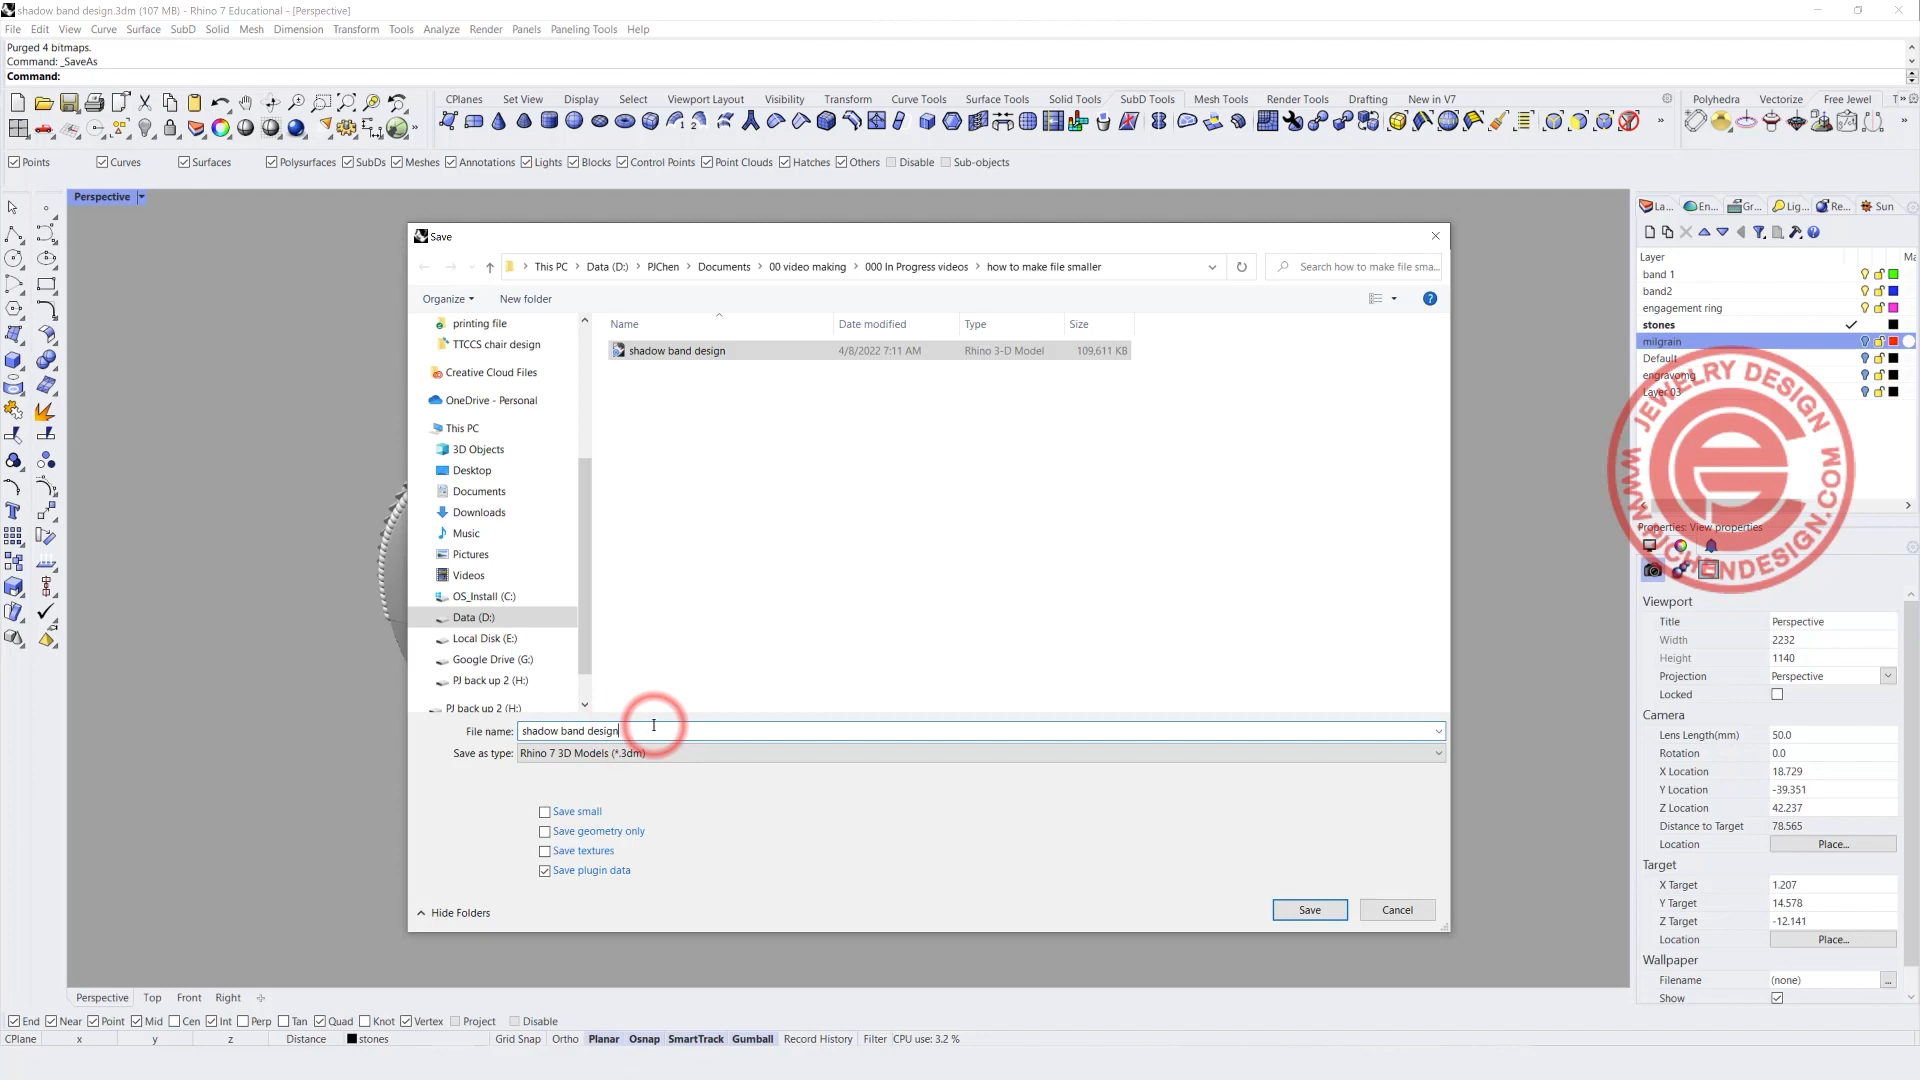 shadow band design.3dm (107 MB) - Rhino 7 Educational - [Perspective]
File Edit View Curve Surface SubD Solid Mesh Dimension Transform Tools Analyze Render Panels Paneling Tools Help
Purged 4 bitmaps.
Command: _SaveAs
Command:
CPlanes Set View Display Select Viewport Layout Visibility Transform Curve Tools Surface Tools Solid Tools SubD Tools Mesh Tools Render Tools Drafting New in V7
Polyhedra Vectorize Free Jewel
Points Curves Surfaces Polysurfaces SubDs Meshes Annotations Lights Blocks Control Points Point Clouds Hatches Others Disable Sub-objects
Perspective
La... En... Gr... Lig... Re... Sun
Save
This PC > Data (D:) > PJChen > Documents > 00 video making > 000 In Progress videos > how to make file smaller
Search how to make file sma...
Organize New folder
printing file
TTCCS chair design
Creative Cloud Files
OneDrive - Personal
This PC
3D Objects
Desktop
Documents
Downloads
Music
Pictures
Videos
OS_Install (C:)
Data (D:)
Local Disk (E:)
Google Drive (G:)
PJ back up 2 (H:)
PJ back up 2 (H:)
Name Date modified Type Size
shadow band design 4/8/2022 7:11 AM Rhino 3-D Model 109,611 KB
File name: shadow band design
Save as type: Rhino 7 3D Models (*.3dm)
Save small
Save geometry only
Save textures
Save plugin data
Hide Folders
Save Cancel
Layer Ma
band 1
band2
engagement ring
stones
milgrain
Default
engravomg
Layer 03
JEWELRY DESIGN
WWW.PJCHENDESIGN.COM
Properties: View properties
Viewport
Title Perspective
Width 2232
Height 1140
Projection Perspective
Locked
Camera
Lens Length(mm) 50.0
Rotation 0.0
X Location 18.729
Y Location -39.351
Z Location 42.237
Distance to Target 78.565
Location Place...
Target
X Target 1.207
Y Target 14.578
Z Target -12.141
Location Place...
Wallpaper
Filename (none) ...
Show
Perspective Top Front Right
End Near Point Mid Cen Int Perp Tan Quad Knot Vertex Project Disable
CPlane x y z Distance stones Grid Snap Ortho Planar Osnap SmartTrack Gumball Record History Filter CPU use: 3.2 %